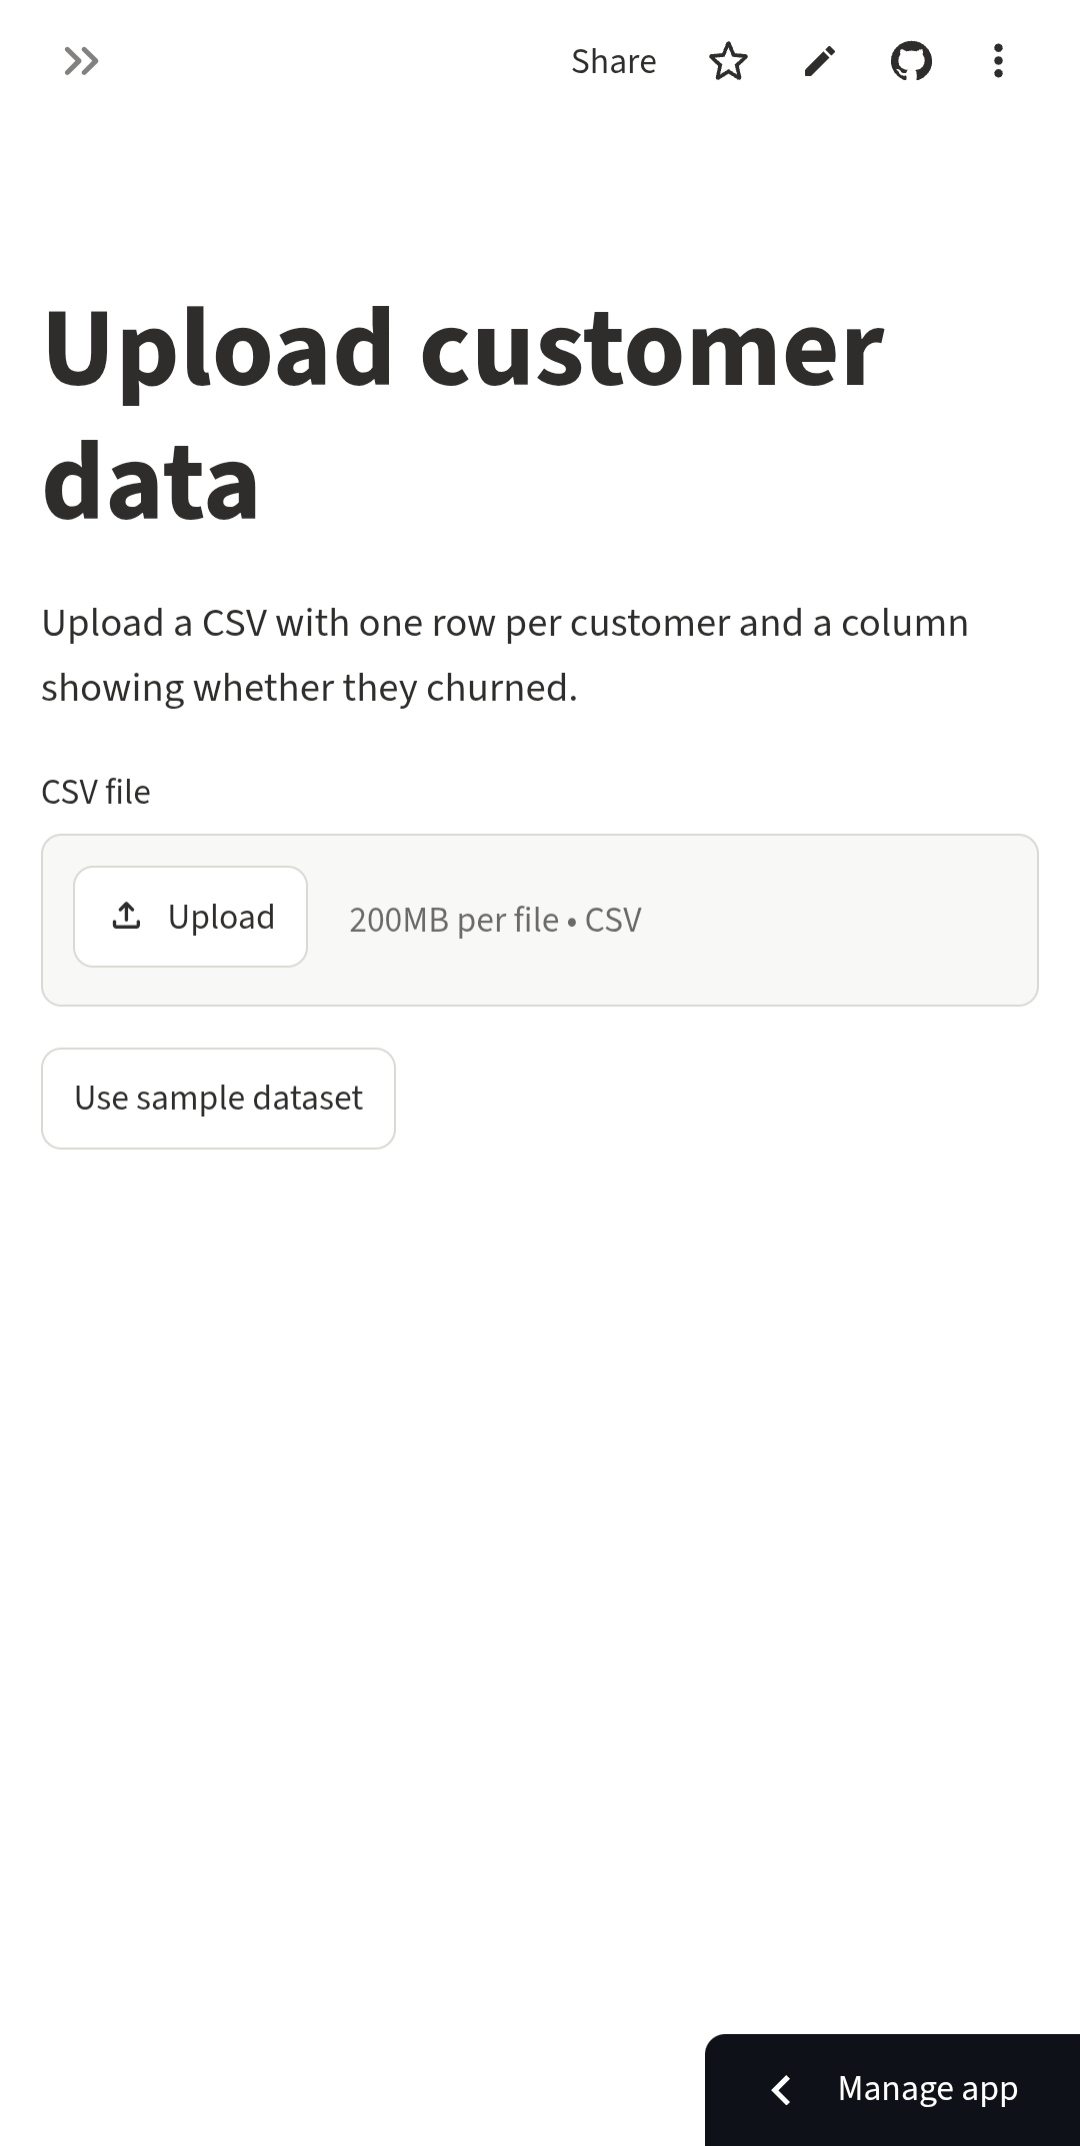 Share
Upload customer
data
Upload a CSV with one row per customer and a column
showing whether they churned.
CSV file
Upload
200MB per file • CSV
Use sample dataset
Manage app